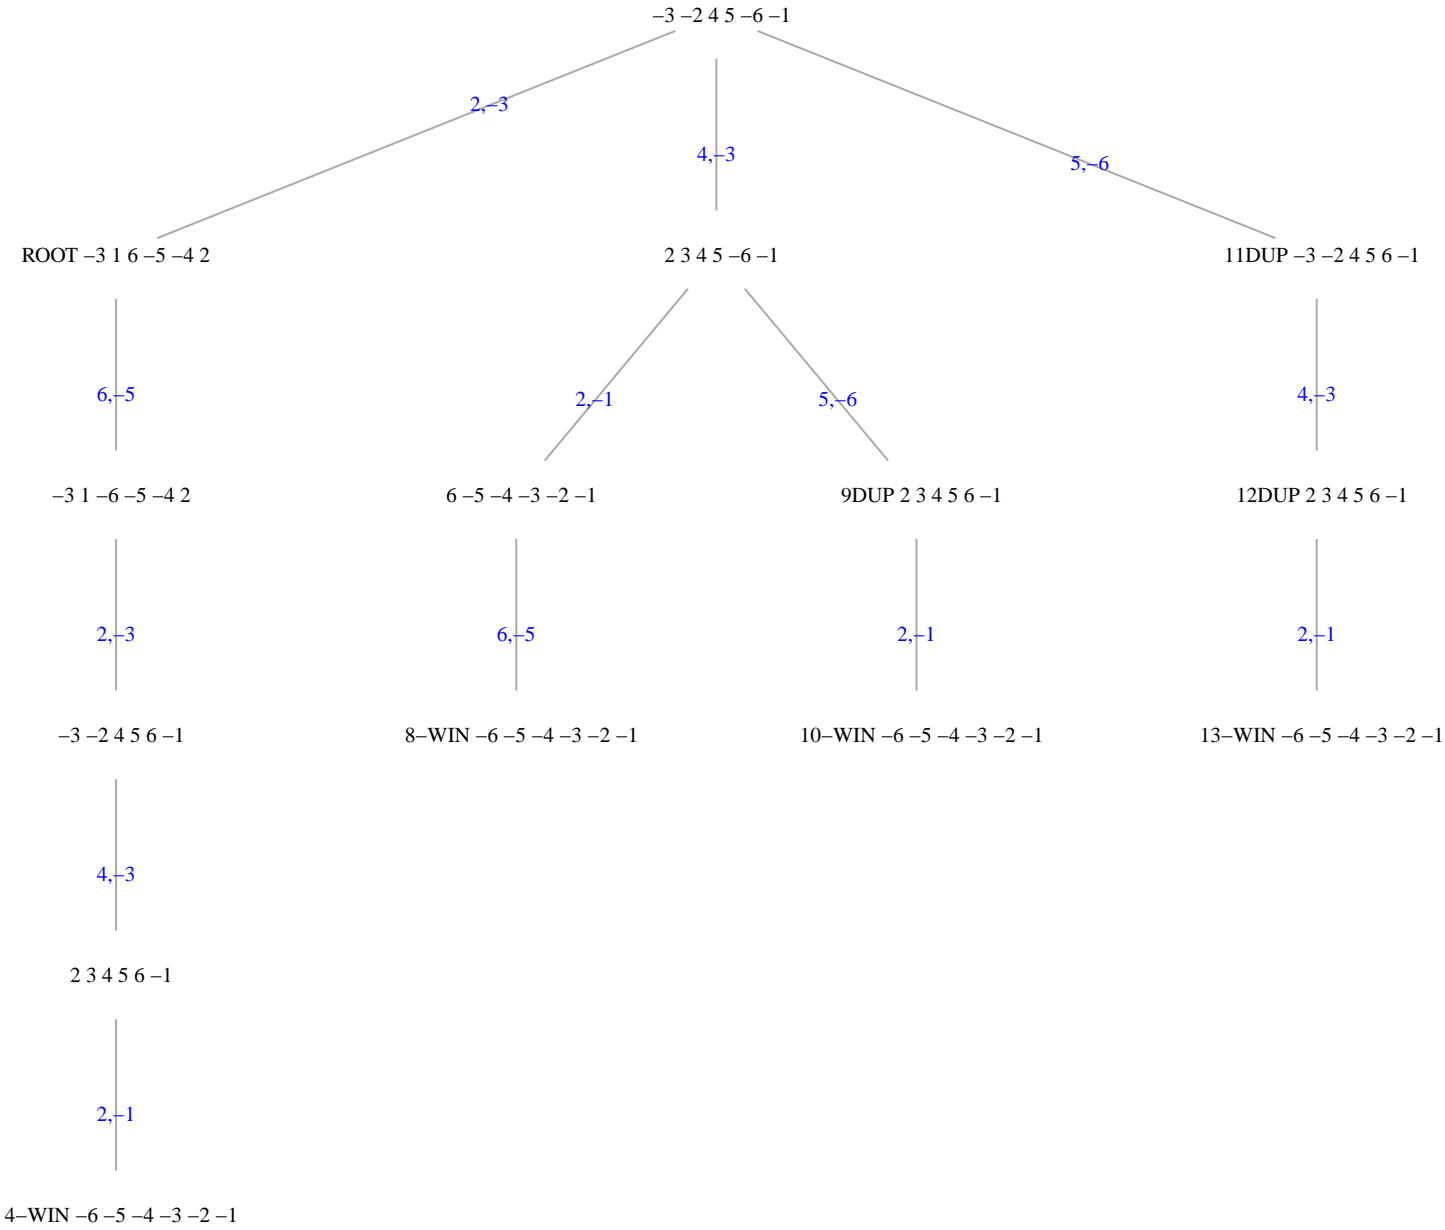 –3 –2 4 5 –6 –1
2,–3
4,–3
5,–6
ROOT –3 1 6 –5 –4 2
2 3 4 5 –6 –1
11DUP –3 –2 4 5 6 –1
6,–5
2,–1
5,–6
4,–3
–3 1 –6 –5 –4 2
6 –5 –4 –3 –2 –1
9DUP 2 3 4 5 6 –1
12DUP 2 3 4 5 6 –1
2,–3
6,–5
2,–1
2,–1
–3 –2 4 5 6 –1
8–WIN –6 –5 –4 –3 –2 –1
10–WIN –6 –5 –4 –3 –2 –1
13–WIN –6 –5 –4 –3 –2 –1
4,–3
2 3 4 5 6 –1
2,–1
4–WIN –6 –5 –4 –3 –2 –1